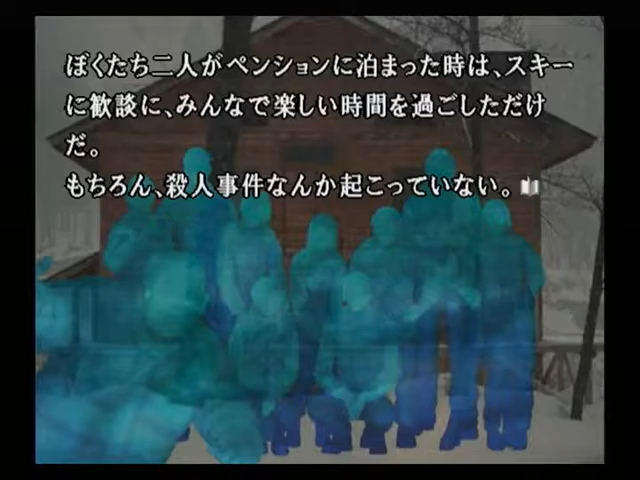 ぼくたち二人がペンションに泊まった時は、スキー
に歓談に、みんなで楽しい時間を過ごしただけ
だ。
もちろん、殺人事件なんか起こっていない。